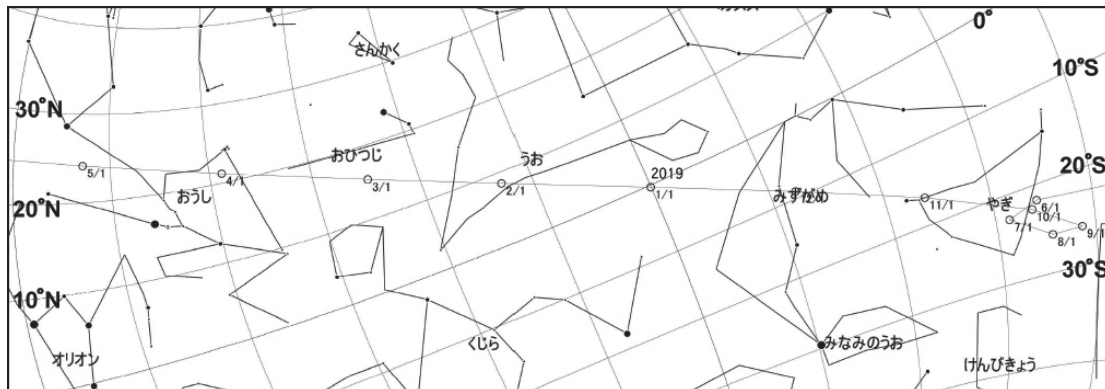 0°
さんかく
10°S
30°N
おひつじ
うお
5/1
4/1
3/1
2/1
2019
1/1
おうし
みずがめ
やぎ
20°S
20°N
11/1
6/1
10/1
7/1
8/1
9/1
30°S
10°N
オリオン
くじら
みなみのうお
けんびきょう